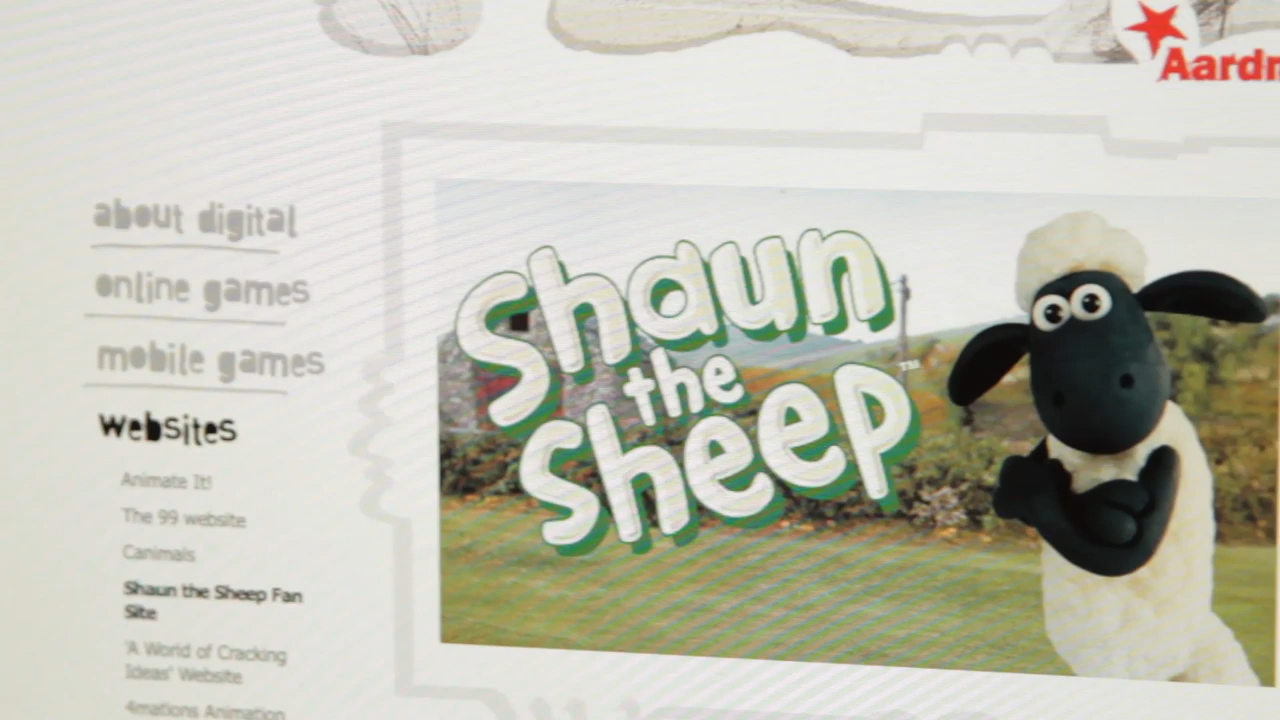 Aardm
about digital
online games
mobile games
websites
Animate It!
The 99 website
Canimals
Shaun the Sheep Fan
Site
'A World of Cracking
Ideas' Website
4mations Animation
Shaun
the
Sheep™